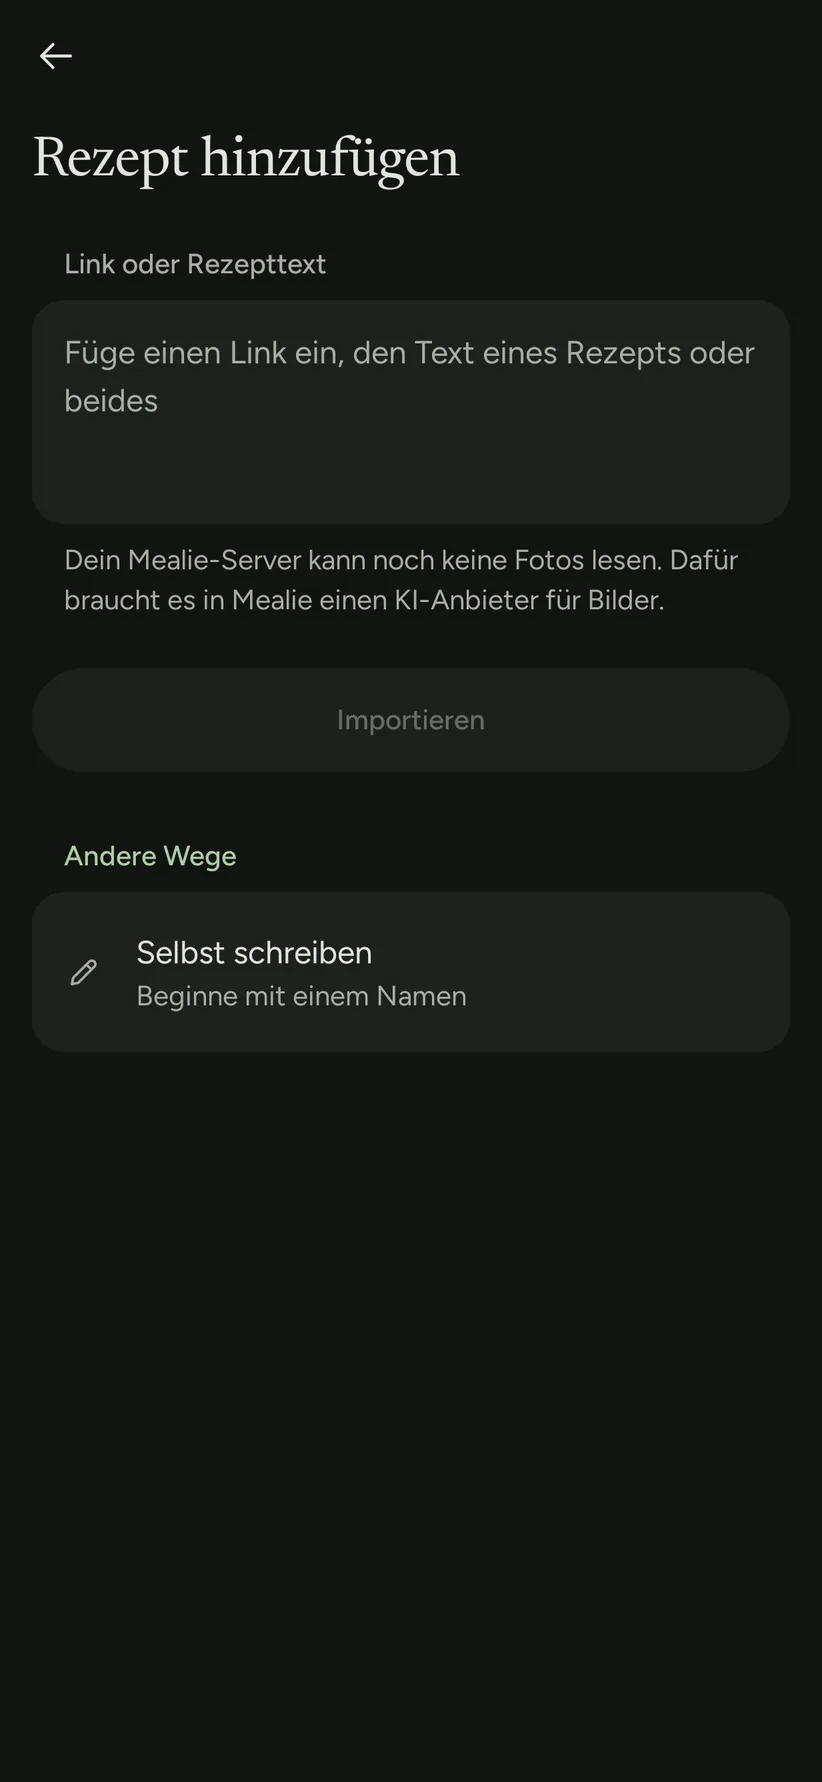 Rezept hinzufügen
Link oder Rezepttext
Füge einen Link ein, den Text eines Rezepts oder
beides
Dein Mealie-Server kann noch keine Fotos lesen. Dafür
braucht es in Mealie einen KI-Anbieter für Bilder.
Importieren
Andere Wege
Selbst schreiben
Beginne mit einem Namen